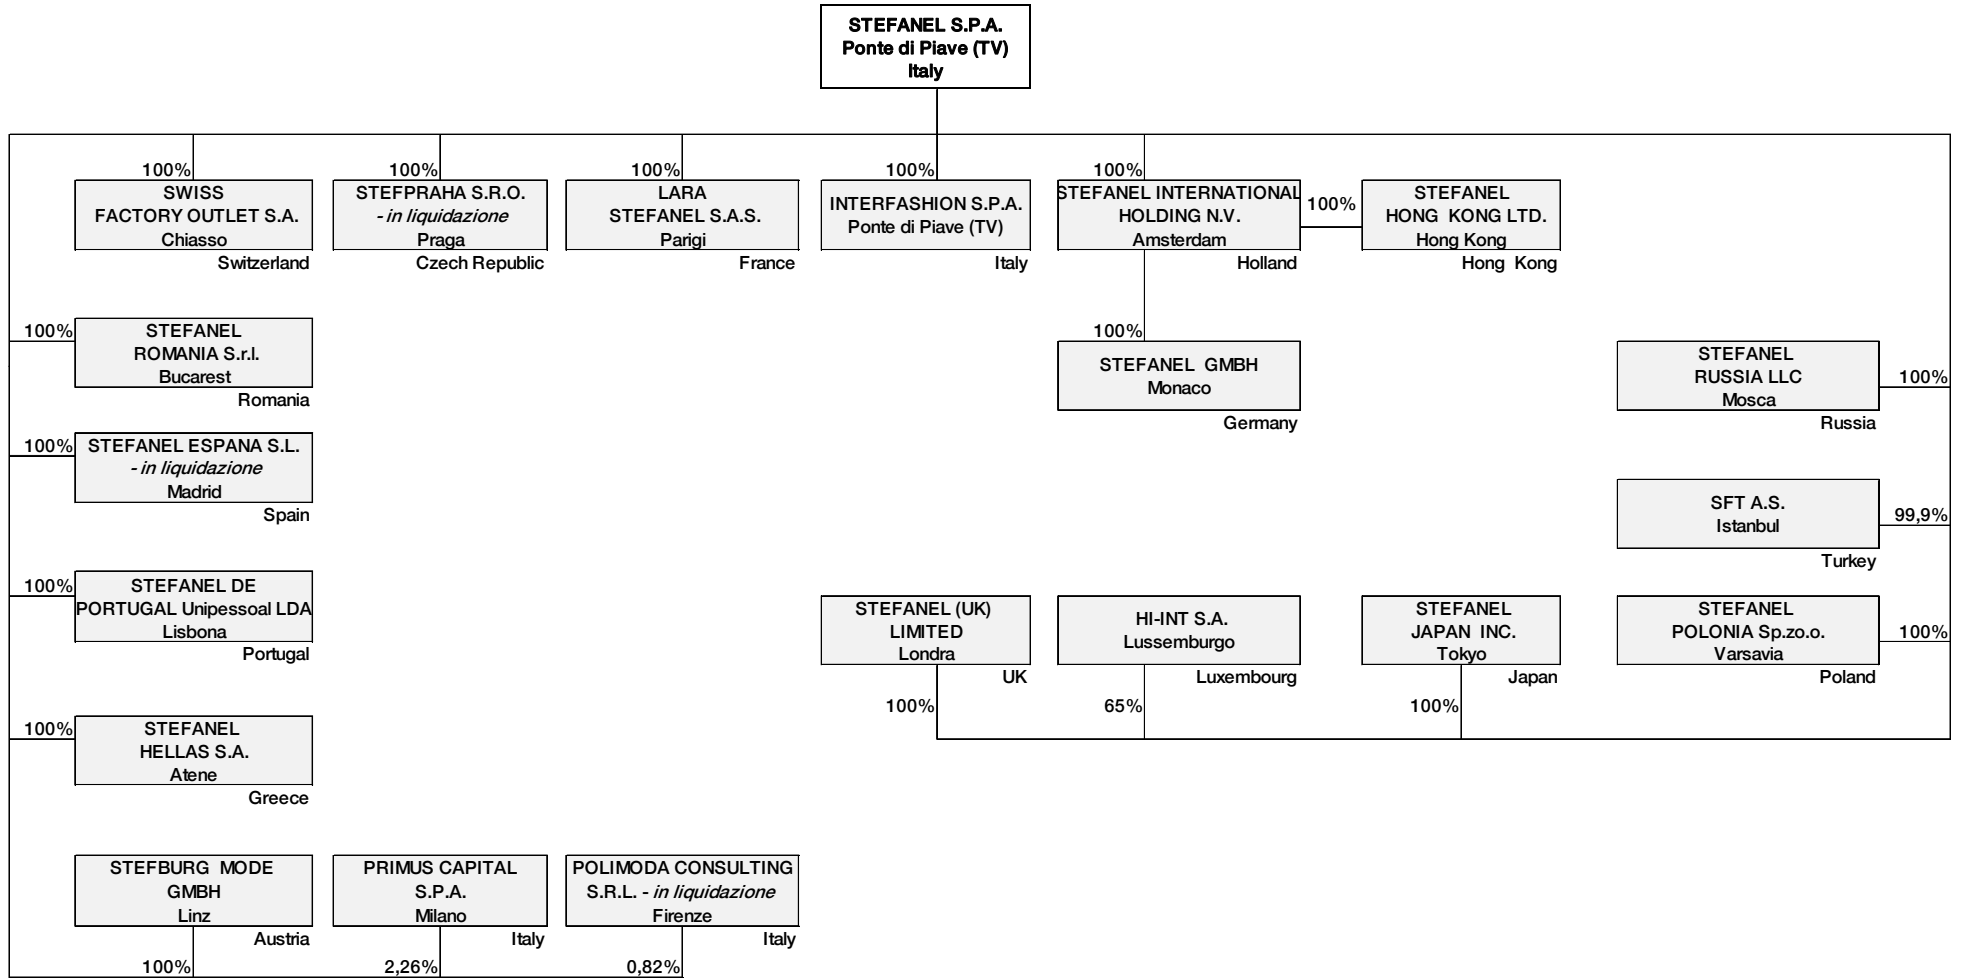 STEFANEL S.P.A.
Ponte di Piave (TV)
Italy
100%
SWISS
FACTORY OUTLET S.A.
Chiasso
Switzerland
100%
STEFPRAHA S.R.O.
- in liquidazione
Praga
Czech Republic
100%
LARA
STEFANEL S.A.S.
Parigi
France
100%
INTERFASHION S.P.A.
Ponte di Piave (TV)
Italy
100%
STEFANEL INTERNATIONAL
HOLDING N.V.
Amsterdam
Holland
100%
STEFANEL
HONG KONG LTD.
Hong Kong
Hong Kong
100%
STEFANEL
ROMANIA S.r.l.
Bucarest
Romania
100%
STEFANEL GMBH
Monaco
Germany
STEFANEL
RUSSIA LLC
Mosca
100%
Russia
100%
STEFANEL ESPANA S.L.
- in liquidazione
Madrid
Spain
SFT A.S.
Istanbul
99,9%
Turkey
100%
STEFANEL DE
PORTUGAL Unipessoal LDA
Lisbona
Portugal
STEFANEL (UK)
LIMITED
Londra
UK
100%
HI-INT S.A.
Lussemburgo
Luxembourg
65%
STEFANEL
JAPAN INC.
Tokyo
Japan
100%
STEFANEL
POLONIA Sp.zo.o.
Varsavia
100%
Poland
100%
STEFANEL
HELLAS S.A.
Atene
Greece
STEFBURG MODE
GMBH
Linz
Austria
100%
PRIMUS CAPITAL
S.P.A.
Milano
Italy
2,26%
POLIMODA CONSULTING
S.R.L. - in liquidazione
Firenze
Italy
0,82%